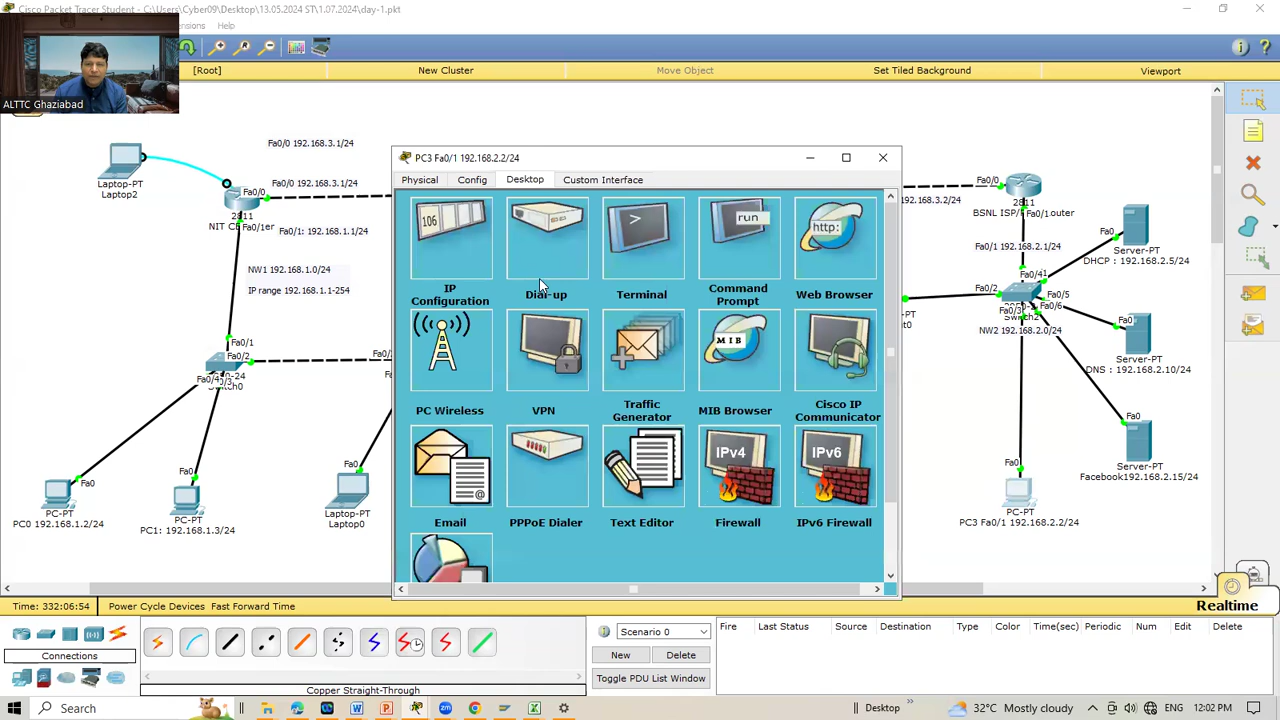 Cisco Packet Tracer Student - C:\Users\Cyber09\Desktop\13.05.2024 ST\1.07.2024\day-1.pkt
Help
[Root]
New Cluster
Move Object
Set Tiled Background
Viewport
ALTTC Ghaziabad
Fa0/0 192.168.3.1/24
Laptop-PT
Laptop2
Fa0/0 192.168.3.1/24
Fa0/0
2811
Fa0/1: 192.168.1.1/24
NW1 192.168.1.0/24
IP range 192.168.1.1-254
Fa0/1
Fa0/2
Fa0
PC-PT
PC0 192.168.1.2/24
Fa0
PC-PT
PC1: 192.168.1.3/24
Fa0
Laptop-PT
Laptop0
PC3 Fa0/1 192.168.2.2/24
Physical
Config
Desktop
Custom Interface
106
>
run
http:
IP Configuration
Dial-up
Terminal
Command Prompt
Web Browser
MIB
PC Wireless
VPN
Traffic Generator
MIB Browser
Cisco IP Communicator
@
IPv4
IPv6
Email
PPPoE Dialer
Text Editor
Firewall
IPv6 Firewall
Fa0/0
2811
Fa0/1 192.168.2.1/24
Fa0
Server-PT
DHCP : 192.168.2.5/24
Fa0/2
Fa0/5
Fa0/6
NW2 192.168.2.0/24
Fa0
Server-PT
DNS : 192.168.2.10/24
Fa0
Server-PT
Facebook192.168.2.15/24
Fa0
PC-PT
PC3 Fa0/1 192.168.2.2/24
Time: 332:06:54
Power Cycle Devices
Fast Forward Time
Realtime
Connections
Copper Straight-Through
Scenario 0
New
Delete
Toggle PDU List Window
Fire
Last Status
Source
Destination
Type
Color
Time(sec)
Periodic
Num
Edit
Delete
Search
Desktop
32°C Mostly cloudy
12:02 PM